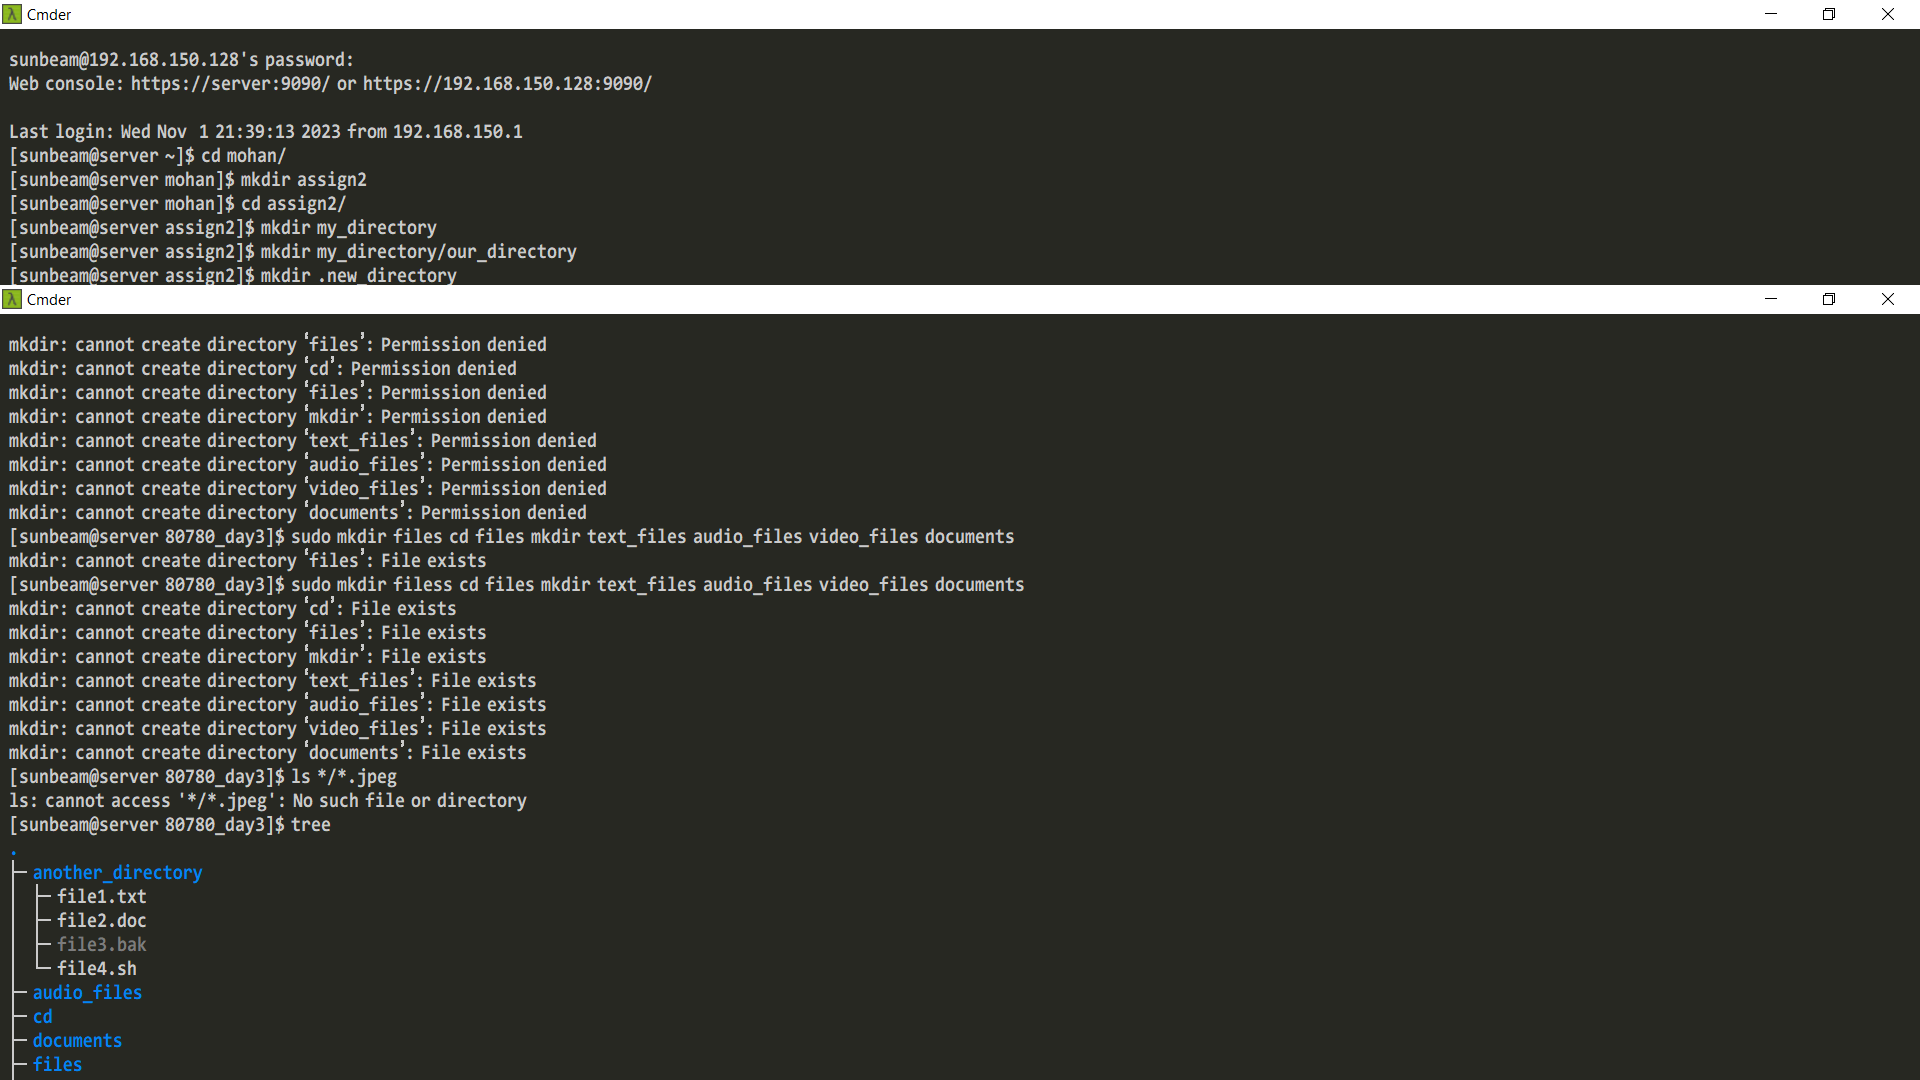 Cmder
sunbeam@192.168.150.128's password:
Web console: https://server:9090/ or https://192.168.150.128:9090/
Last login: Wed Nov  1 21:39:13 2023 from 192.168.150.1
[sunbeam@server ~]$ cd mohan/
[sunbeam@server mohan]$ mkdir assign2
[sunbeam@server mohan]$ cd assign2/
[sunbeam@server assign2]$ mkdir my_directory
[sunbeam@server assign2]$ mkdir my_directory/our_directory
[sunbeam@server assign2]$ mkdir .new_directory
Cmder
mkdir: cannot create directory ‘files’: Permission denied
mkdir: cannot create directory ‘cd’: Permission denied
mkdir: cannot create directory ‘files’: Permission denied
mkdir: cannot create directory ‘mkdir’: Permission denied
mkdir: cannot create directory ‘text_files’: Permission denied
mkdir: cannot create directory ‘audio_files’: Permission denied
mkdir: cannot create directory ‘video_files’: Permission denied
mkdir: cannot create directory ‘documents’: Permission denied
[sunbeam@server 80780_day3]$ sudo mkdir files cd files mkdir text_files audio_files video_files documents
mkdir: cannot create directory ‘files’: File exists
[sunbeam@server 80780_day3]$ sudo mkdir filess cd files mkdir text_files audio_files video_files documents
mkdir: cannot create directory ‘cd’: File exists
mkdir: cannot create directory ‘files’: File exists
mkdir: cannot create directory ‘mkdir’: File exists
mkdir: cannot create directory ‘text_files’: File exists
mkdir: cannot create directory ‘audio_files’: File exists
mkdir: cannot create directory ‘video_files’: File exists
mkdir: cannot create directory ‘documents’: File exists
[sunbeam@server 80780_day3]$ ls */*.jpeg
ls: cannot access '*/*.jpeg': No such file or directory
[sunbeam@server 80780_day3]$ tree
.
├─ another_directory
│  ├─ file1.txt
│  ├─ file2.doc
│  ├─ file3.bak
│  └─ file4.sh
├─ audio_files
├─ cd
├─ documents
├─ files